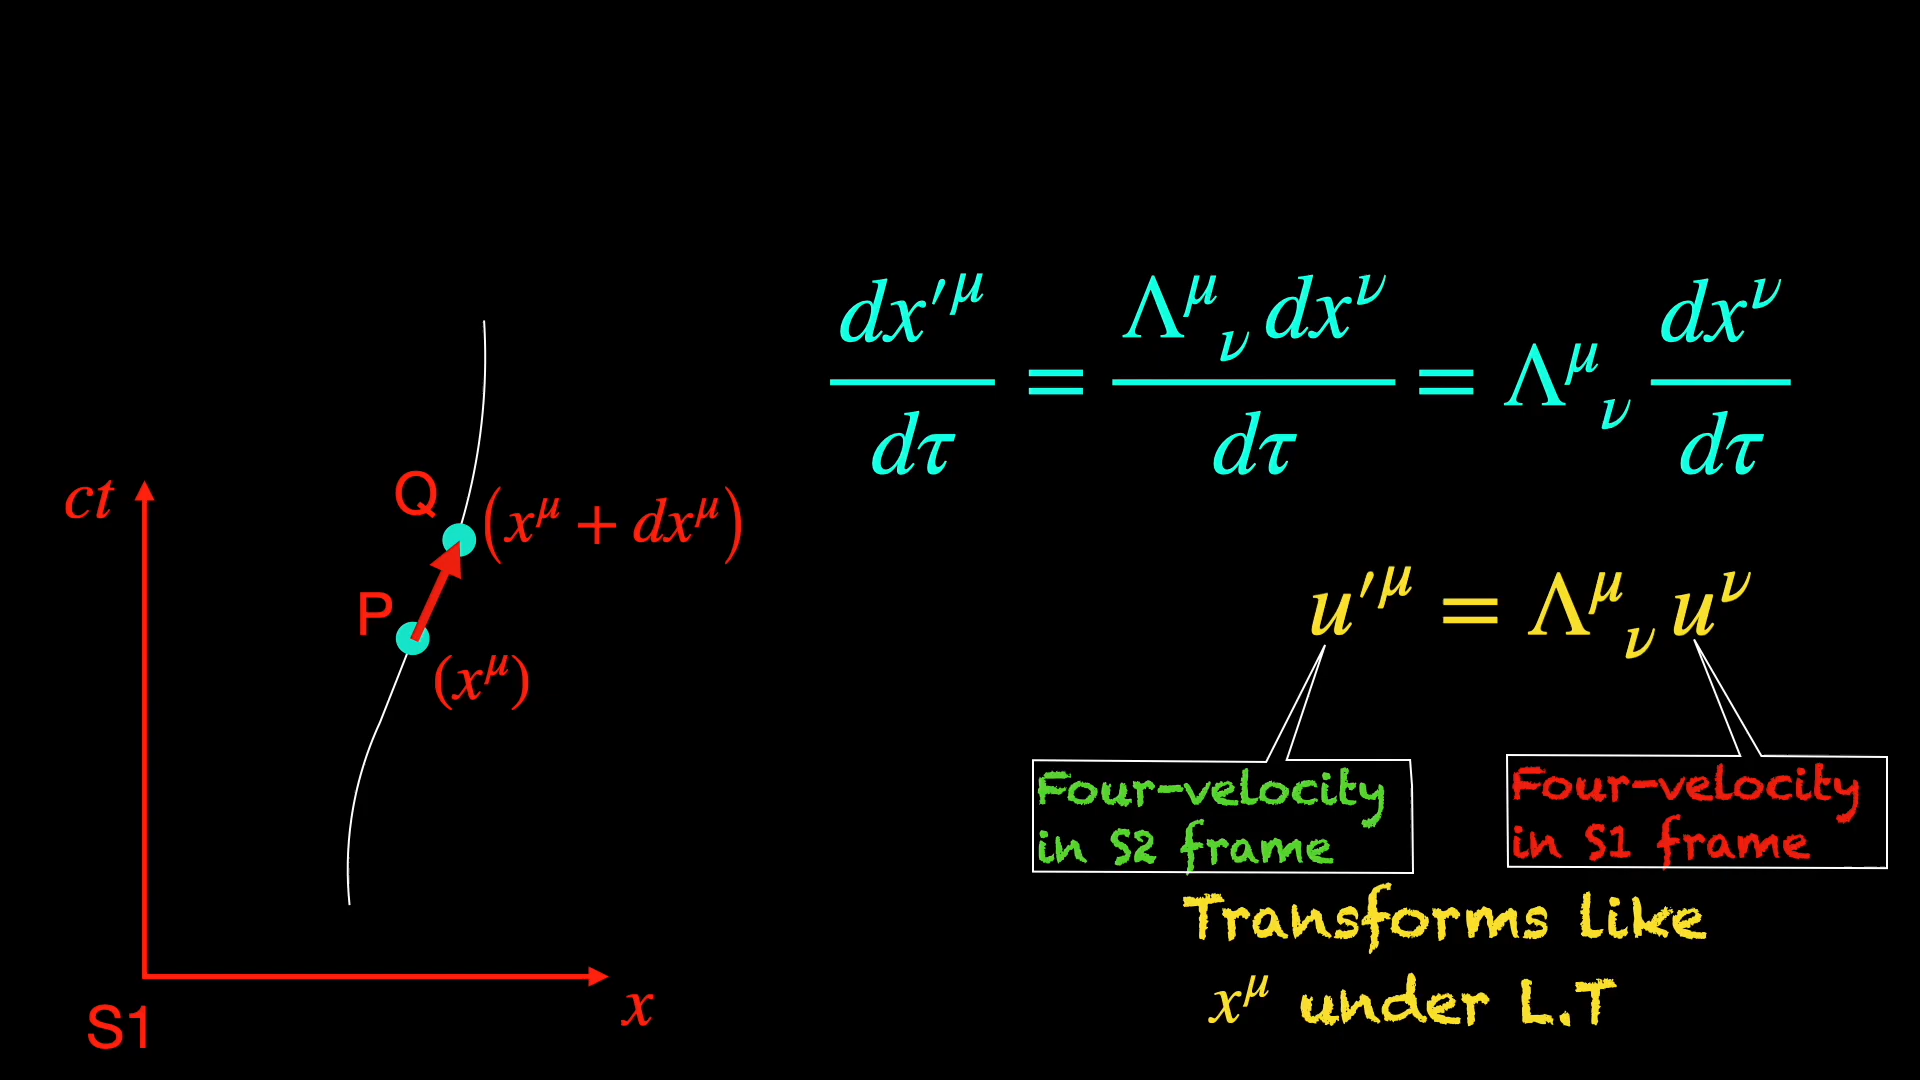 dx′^μ/dτ = Λ^μ_ν dx^ν/dτ = Λ^μ_ν dx^ν/dτ
ct
Q (x^μ + dx^μ)
P
(x^μ)
x
S1
u′^μ = Λ^μ_ν u^ν
Four-velocity
in S2 frame
Four-velocity
in S1 frame
Transforms like
x^μ under L.T